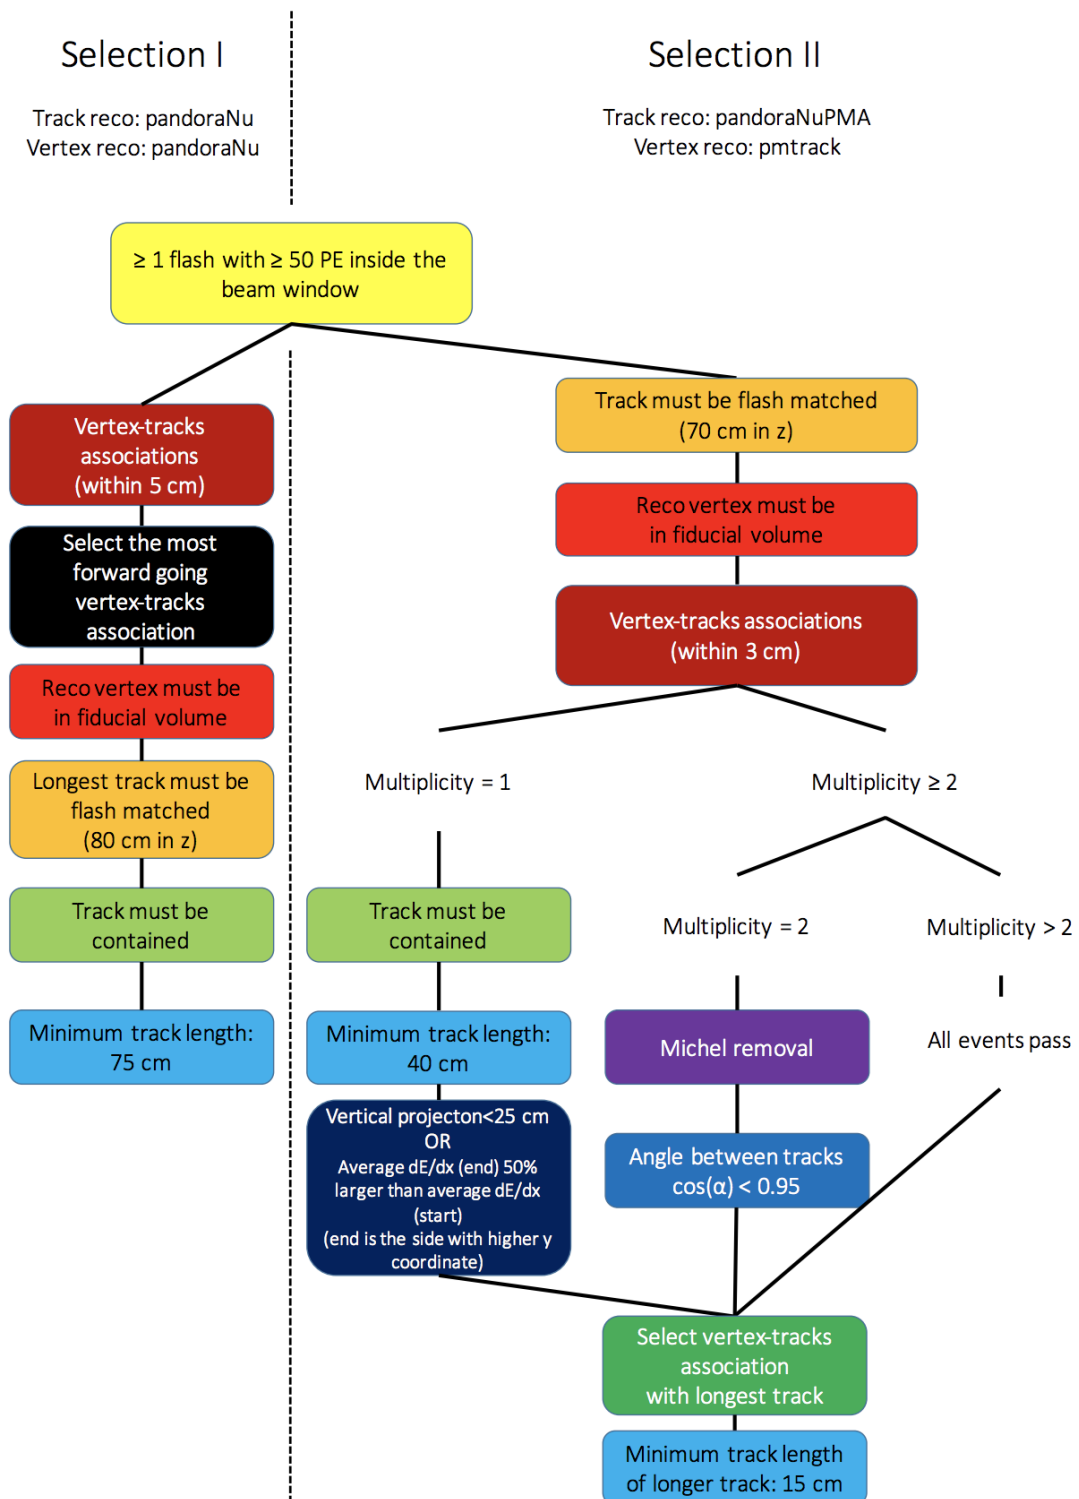 Selection I
Track reco: pandoraNu
Vertex reco: pandoraNu
Selection II
Track reco: pandoraNuPMA
Vertex reco: pmtrack
≥ 1 flash with ≥ 50 PE inside the
beam window
Vertex-tracks
associations
(within 5 cm)
Select the most
forward going
vertex-tracks
association
Reco vertex must be
in fiducial volume
Longest track must be
flash matched
(80 cm in z)
Track must be
contained
Minimum track length:
75 cm
Track must be flash matched
(70 cm in z)
Reco vertex must be
in fiducial volume
Vertex-tracks associations
(within 3 cm)
Multiplicity = 1
Multiplicity ≥ 2
Track must be
contained
Minimum track length:
40 cm
Vertical projecton<25 cm
OR
Average dE/dx (end) 50%
larger than average dE/dx
(start)
(end is the side with higher y
coordinate)
Multiplicity = 2
Michel removal
Angle between tracks
cos(α) < 0.95
Multiplicity > 2
All events pass
Select vertex-tracks
association
with longest track
Minimum track length
of longer track: 15 cm